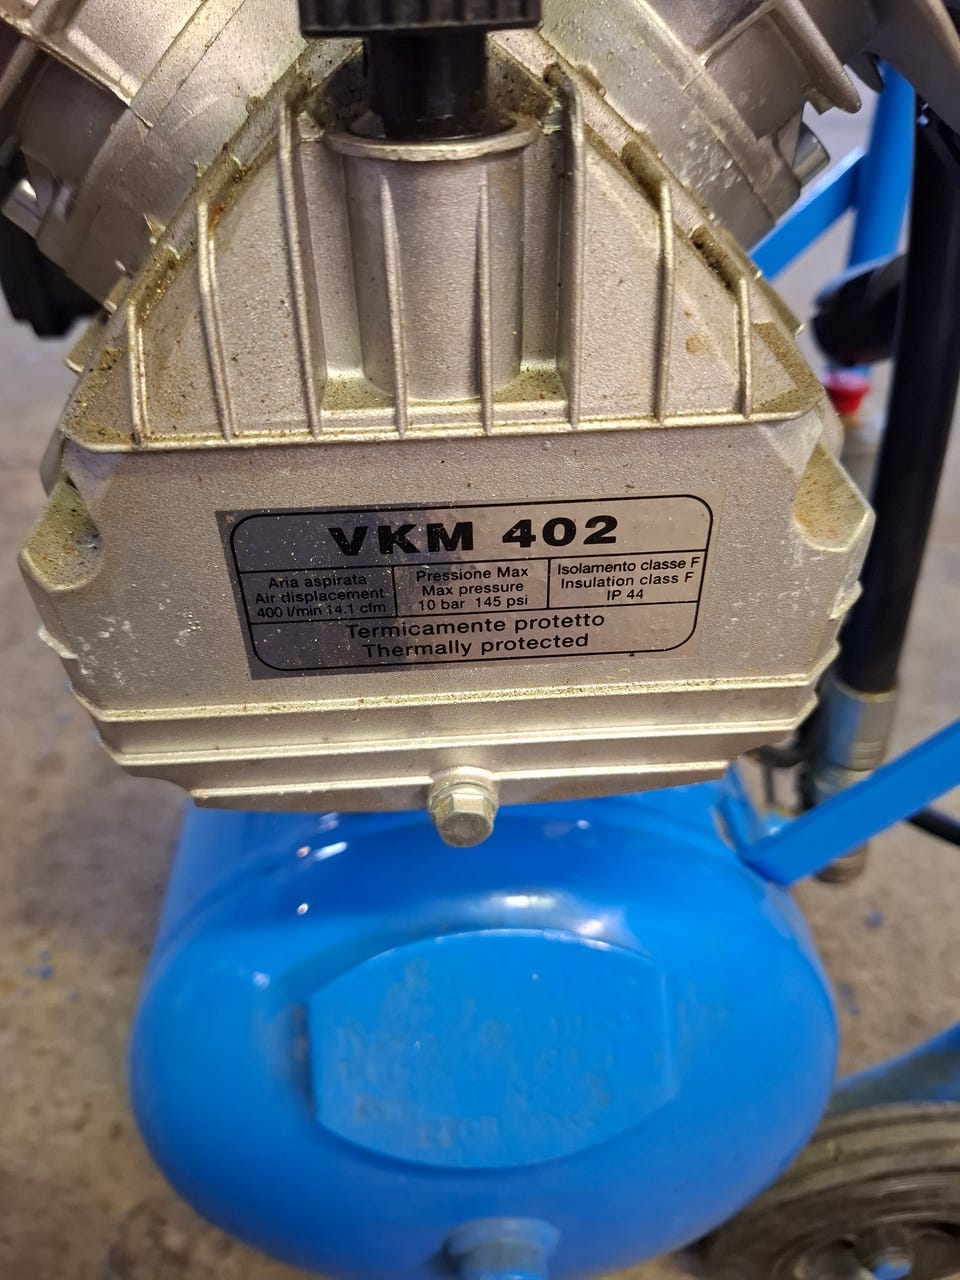 VKM 402
Aria aspirata
Air displacement
400 l/min 14.1 cfm
Pressione Max
Max pressure
10 bar 145 psi
Isolamento classe F
Insulation class F
IP 44
Termicamente protetto
Thermally protected